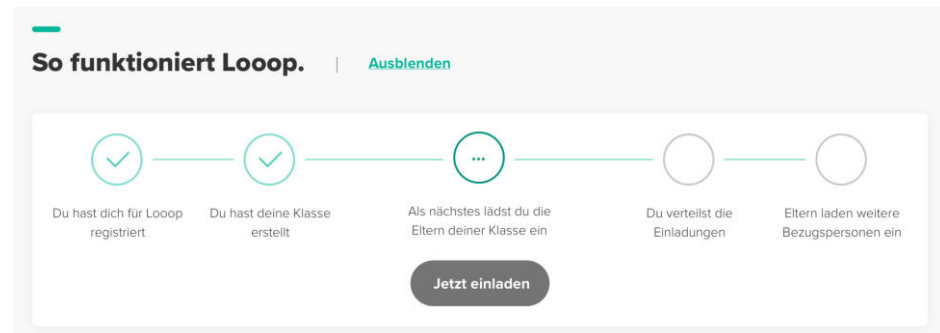 So funktioniert Looop. | Ausblenden
Du hast dich für Looop
registriert
Du hast deine Klasse
erstellt
...
Als nächstes lädst du die
Eltern deiner Klasse ein
Jetzt einladen
Du verteilst die
Einladungen
Eltern laden weitere
Bezugspersonen ein